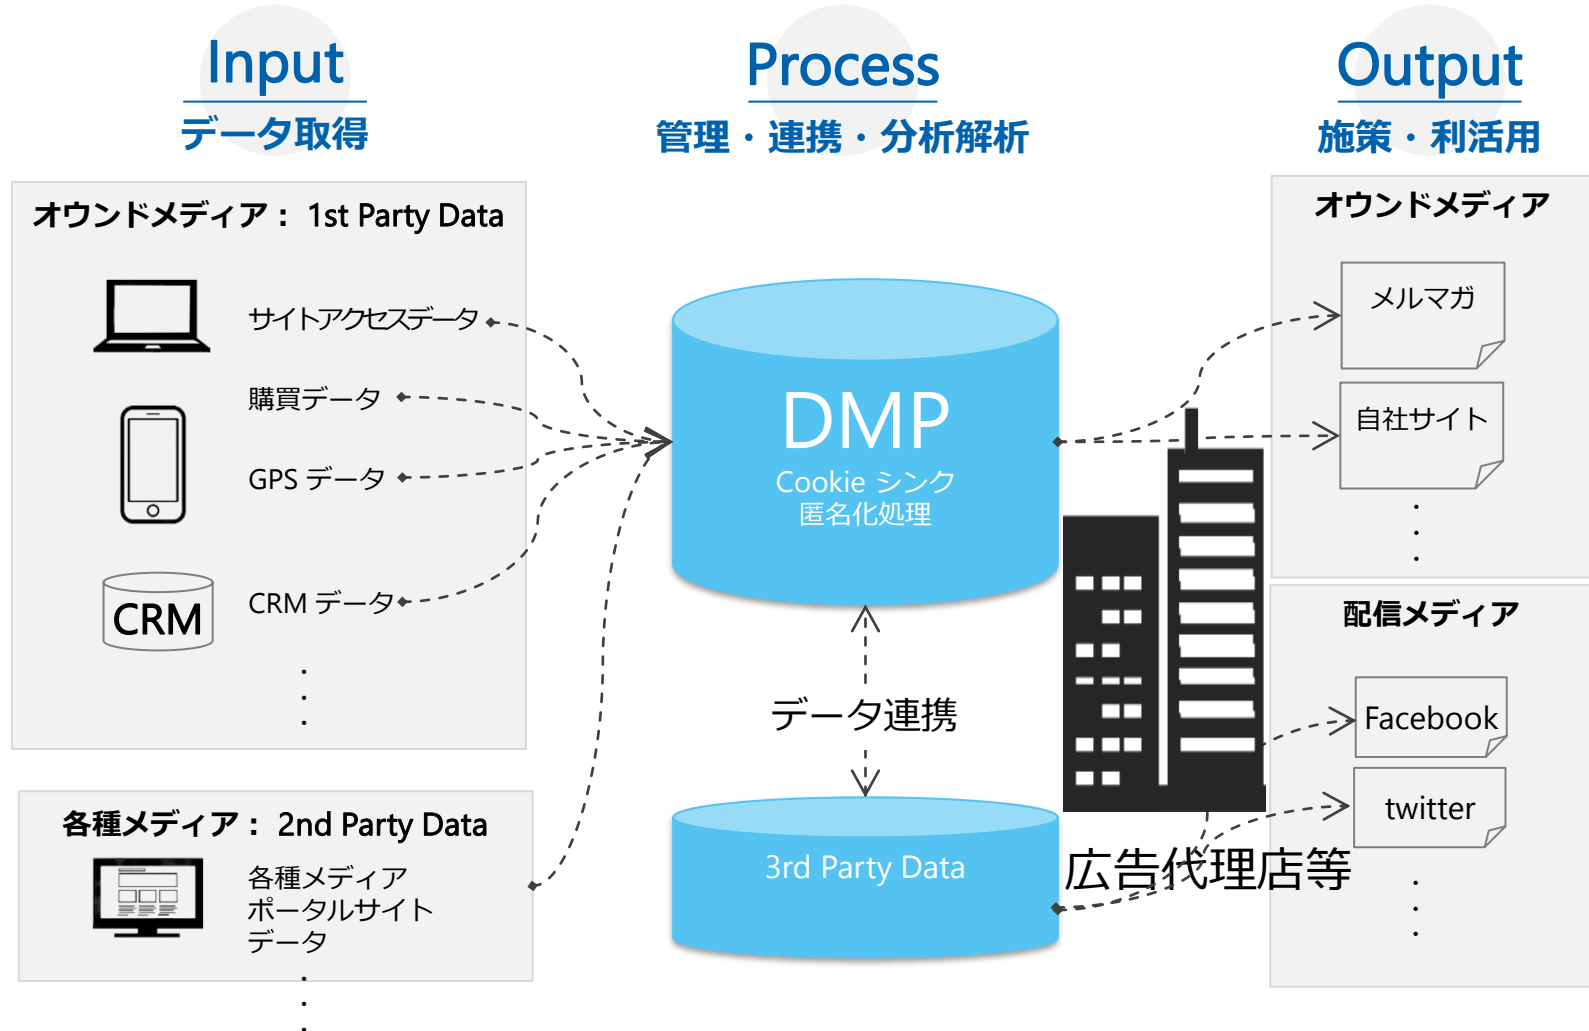 Input
データ取得
Process
管理・連携・分析解析
Output
施策・利活用
オウンドメディア： 1st Party Data
サイトアクセスデータ
購買データ
GPS データ
CRM
CRM データ
・
・
・
各種メディア： 2nd Party Data
各種メディア
ポータルサイト
データ
・
・
・
DMP
Cookie シンク
匿名化処理
データ連携
3rd Party Data
広告代理店等
オウンドメディア
メルマガ
自社サイト
・
・
・
配信メディア
Facebook
twitter
・
・
・